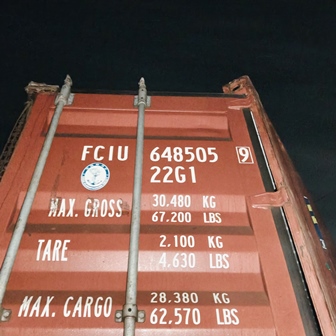 FCIU 648505 9
22G1
MAX. GROSS 30.480 KG
67.200 LBS
TARE 2.100 KG
4.630 LBS
MAX. CARGO 28,380 KG
62,570 LBS